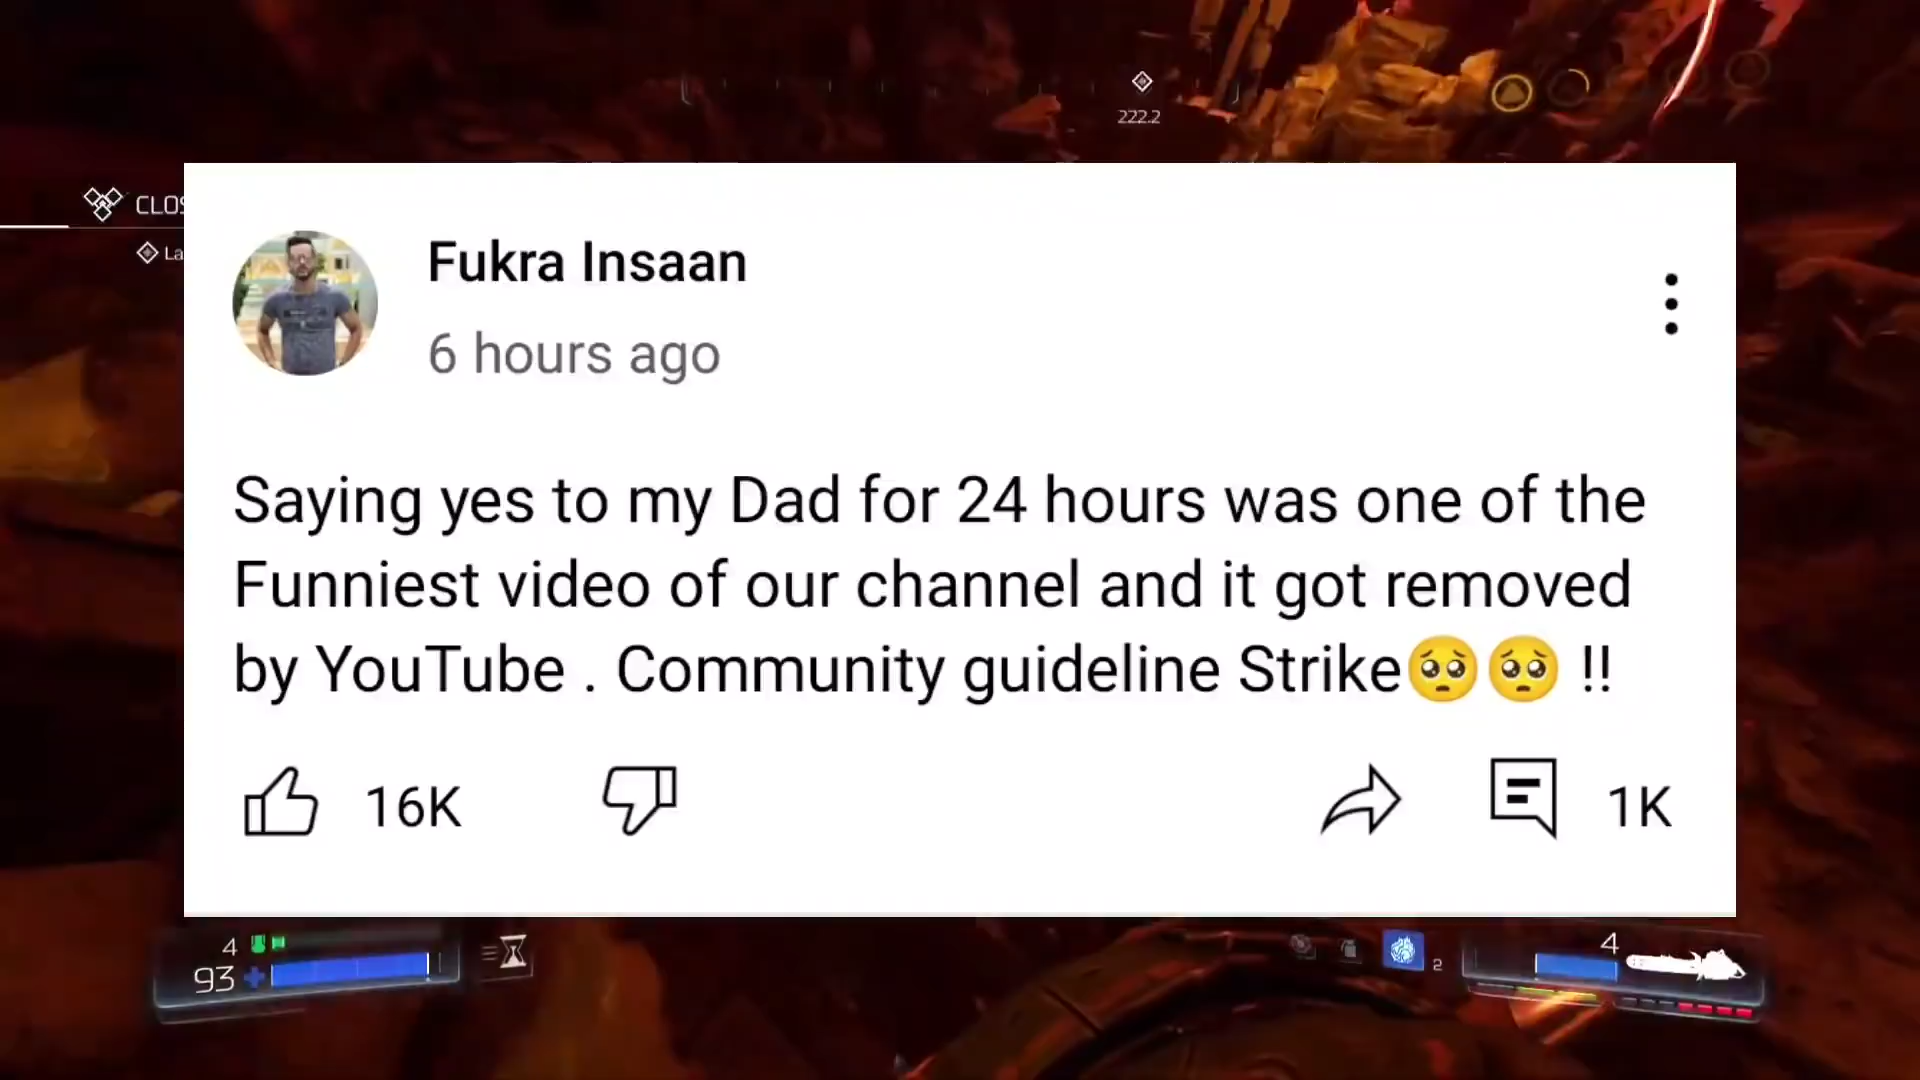 222.2
CLOS
La
Fukra Insaan
6 hours ago
Saying yes to my Dad for 24 hours was one of the
Funniest video of our channel and it got removed
by YouTube . Community guideline Strike🥺🥺 !!
16K
1K
4
93
2
4